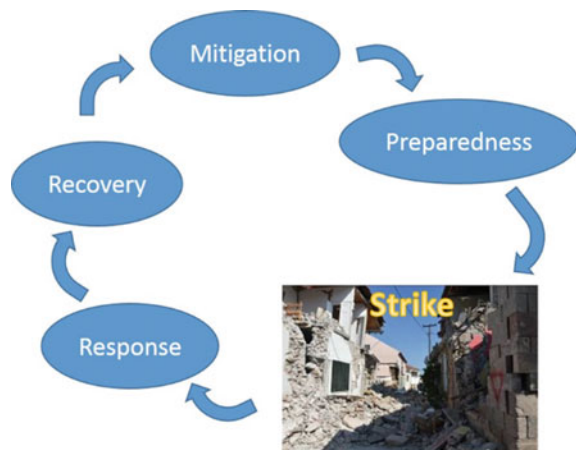 Mitigation
Preparedness
Strike
Response
Recovery